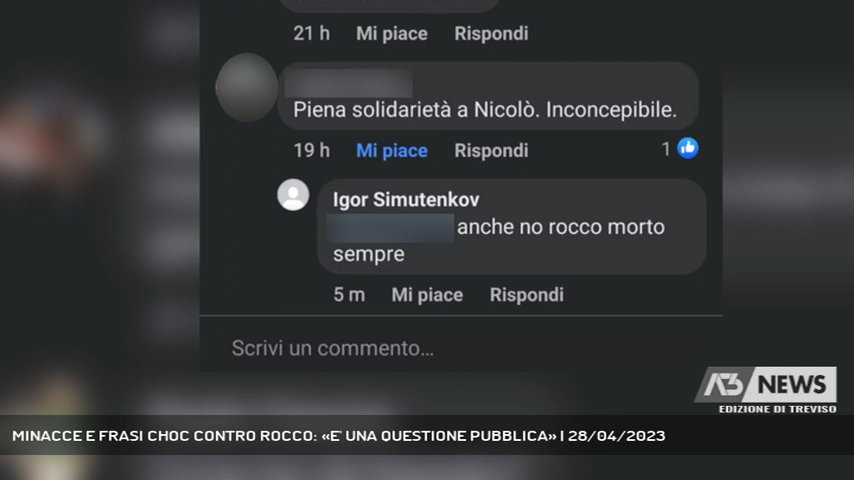 21 h Mi piace Rispondi
Piena solidarietà a Nicolò. Inconcepibile.
19 h Mi piace Rispondi 1
Igor Simutenkov
anche no rocco morto
sempre
5 m Mi piace Rispondi
Scrivi un commento...
A3 NEWS
EDIZIONE DI TREVISO
MINACCE E FRASI CHOC CONTRO ROCCO: «E' UNA QUESTIONE PUBBLICA» | 28/04/2023